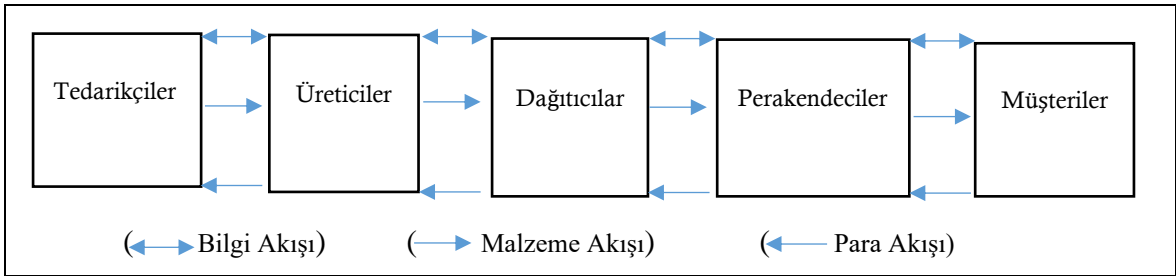 Tedarikçiler
Üreticiler
Dağıtıcılar
Perakendeciler
Müşteriler
( Bilgi Akışı)
( Malzeme Akışı)
( Para Akışı)